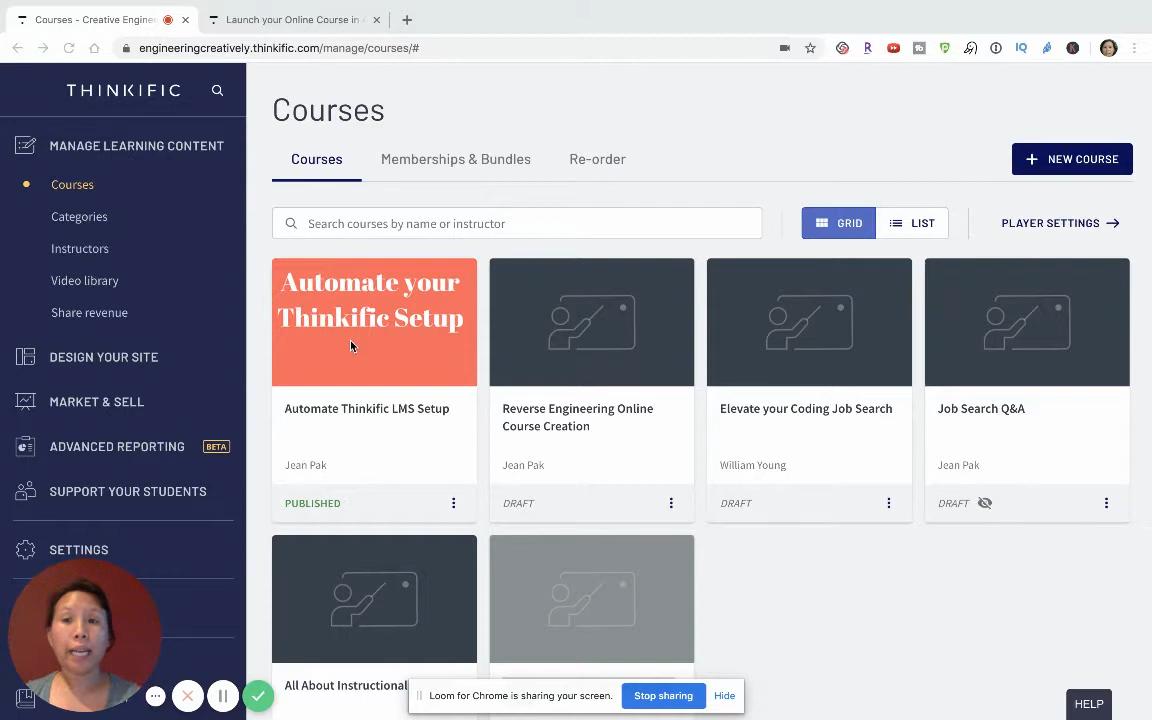 Courses - Creative Engine
Launch your Online Course in
engineeringcreatively.thinkific.com/manage/courses/#
THINKIFIC
MANAGE LEARNING CONTENT
Courses
Categories
Instructors
Video library
Share revenue
DESIGN YOUR SITE
MARKET & SELL
ADVANCED REPORTING BETA
SUPPORT YOUR STUDENTS
SETTINGS
Courses
Courses Memberships & Bundles Re-order
+ NEW COURSE
Search courses by name or instructor
GRID LIST
PLAYER SETTINGS →
Automate your
Thinkific Setup
Automate Thinkific LMS Setup
Jean Pak
PUBLISHED
Reverse Engineering Online
Course Creation
Jean Pak
DRAFT
Elevate your Coding Job Search
William Young
DRAFT
Job Search Q&A
Jean Pak
DRAFT
All About Instructional
Loom for Chrome is sharing your screen. Stop sharing Hide
HELP